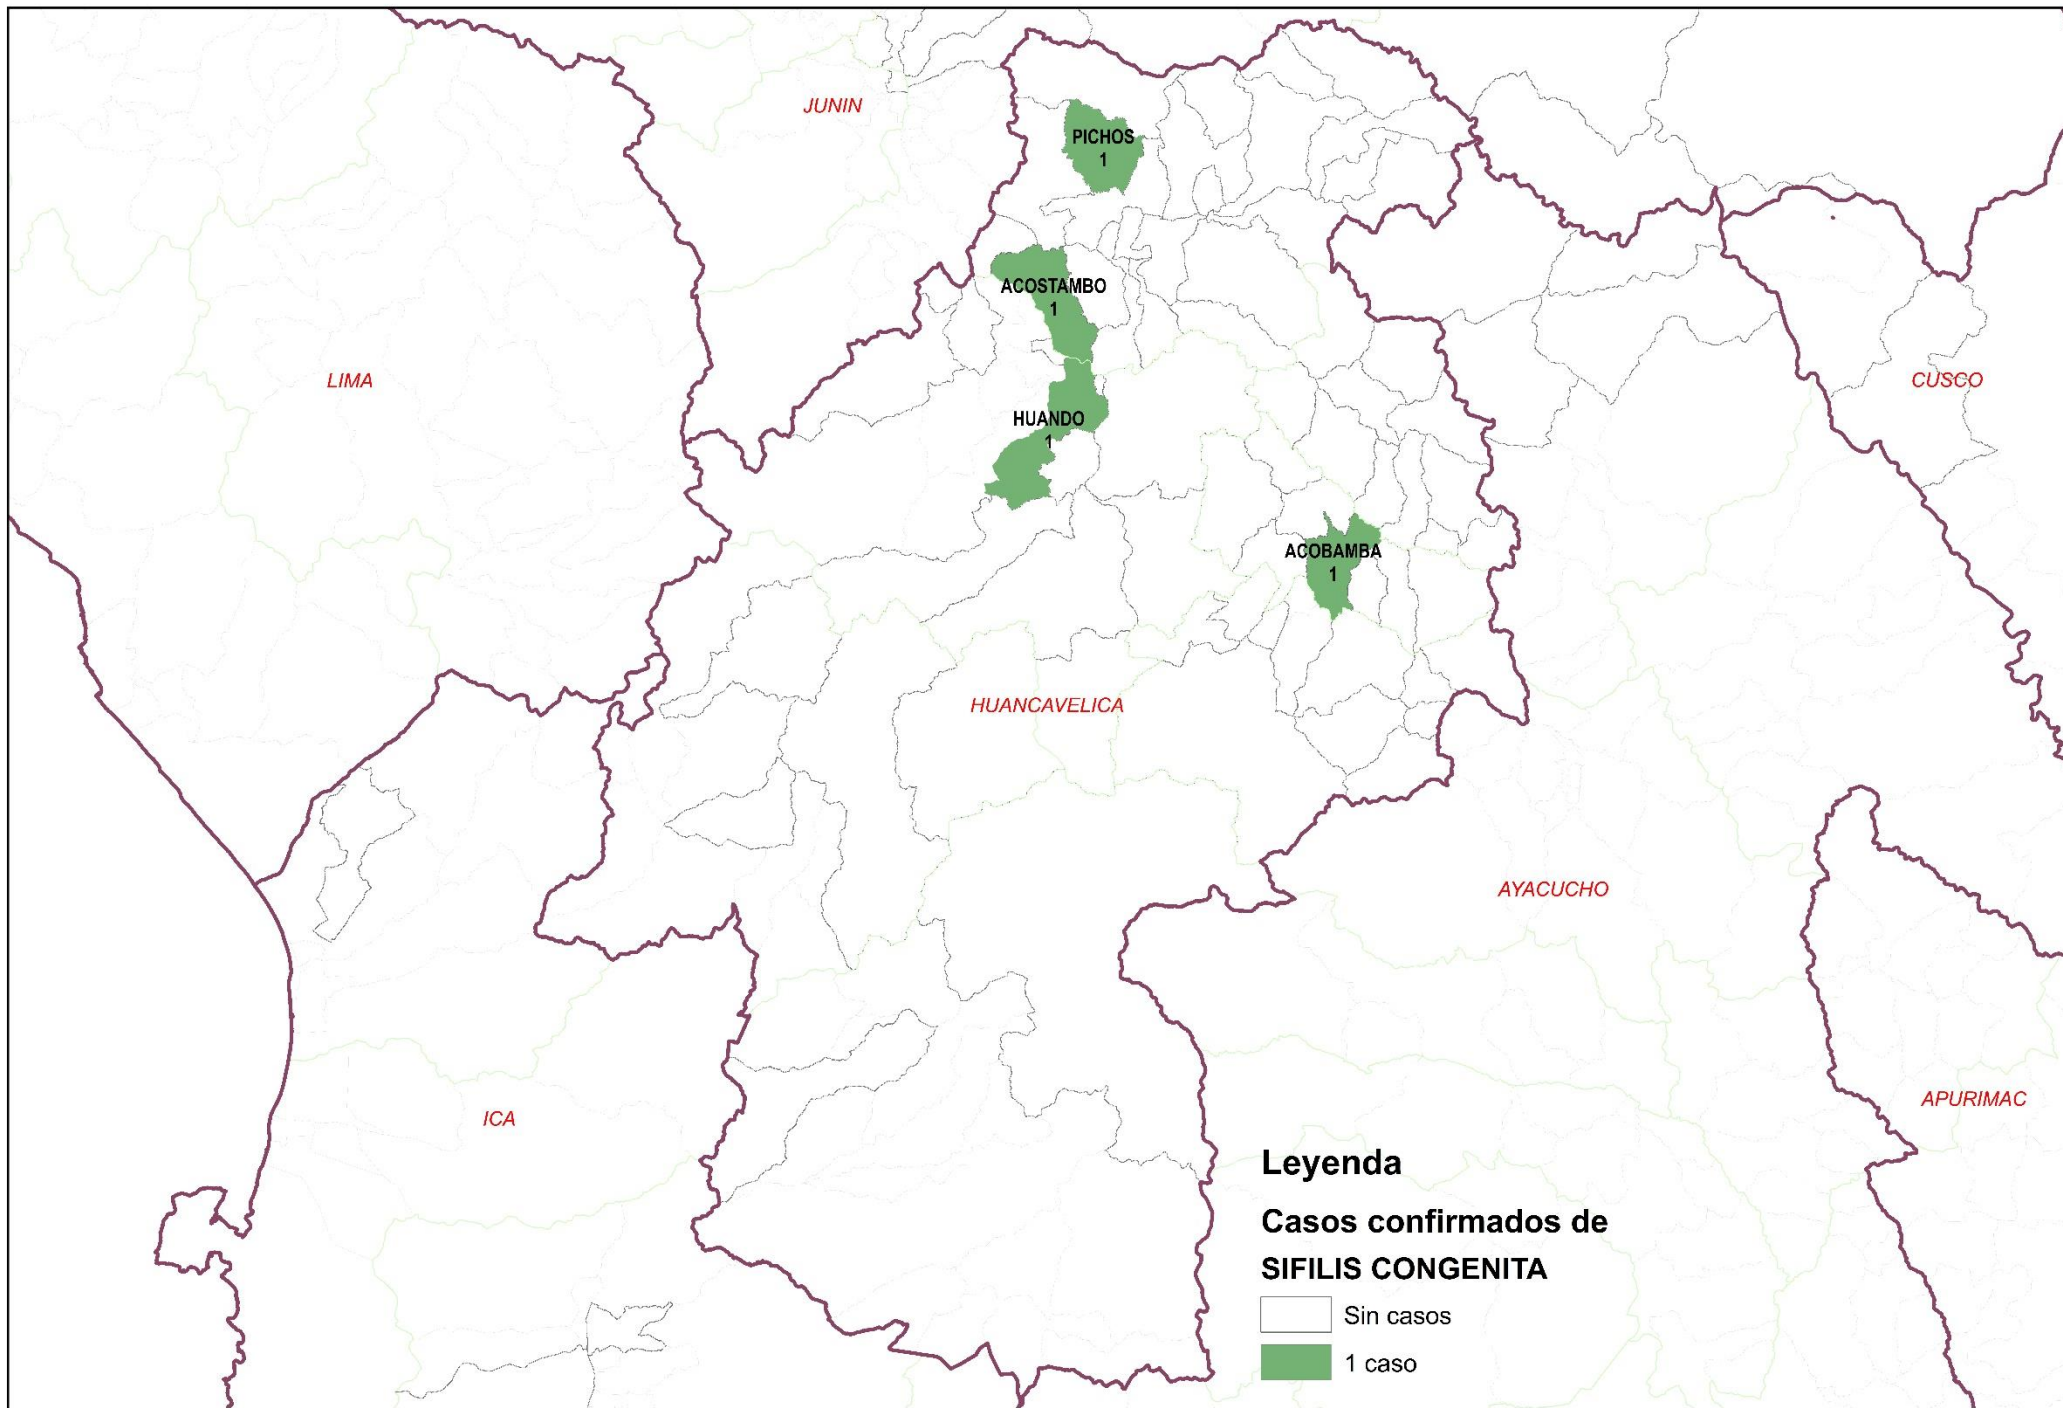 JUNIN
PICHOS
1
ACOSTAMBO
1
LIMA
CUSCO
HUANDO
1
ACOBAMBA
1
HUANCAVELICA
AYACUCHO
ICA
APURIMAC
Leyenda
Casos confirmados de
SIFILIS CONGENITA
Sin casos
1 caso